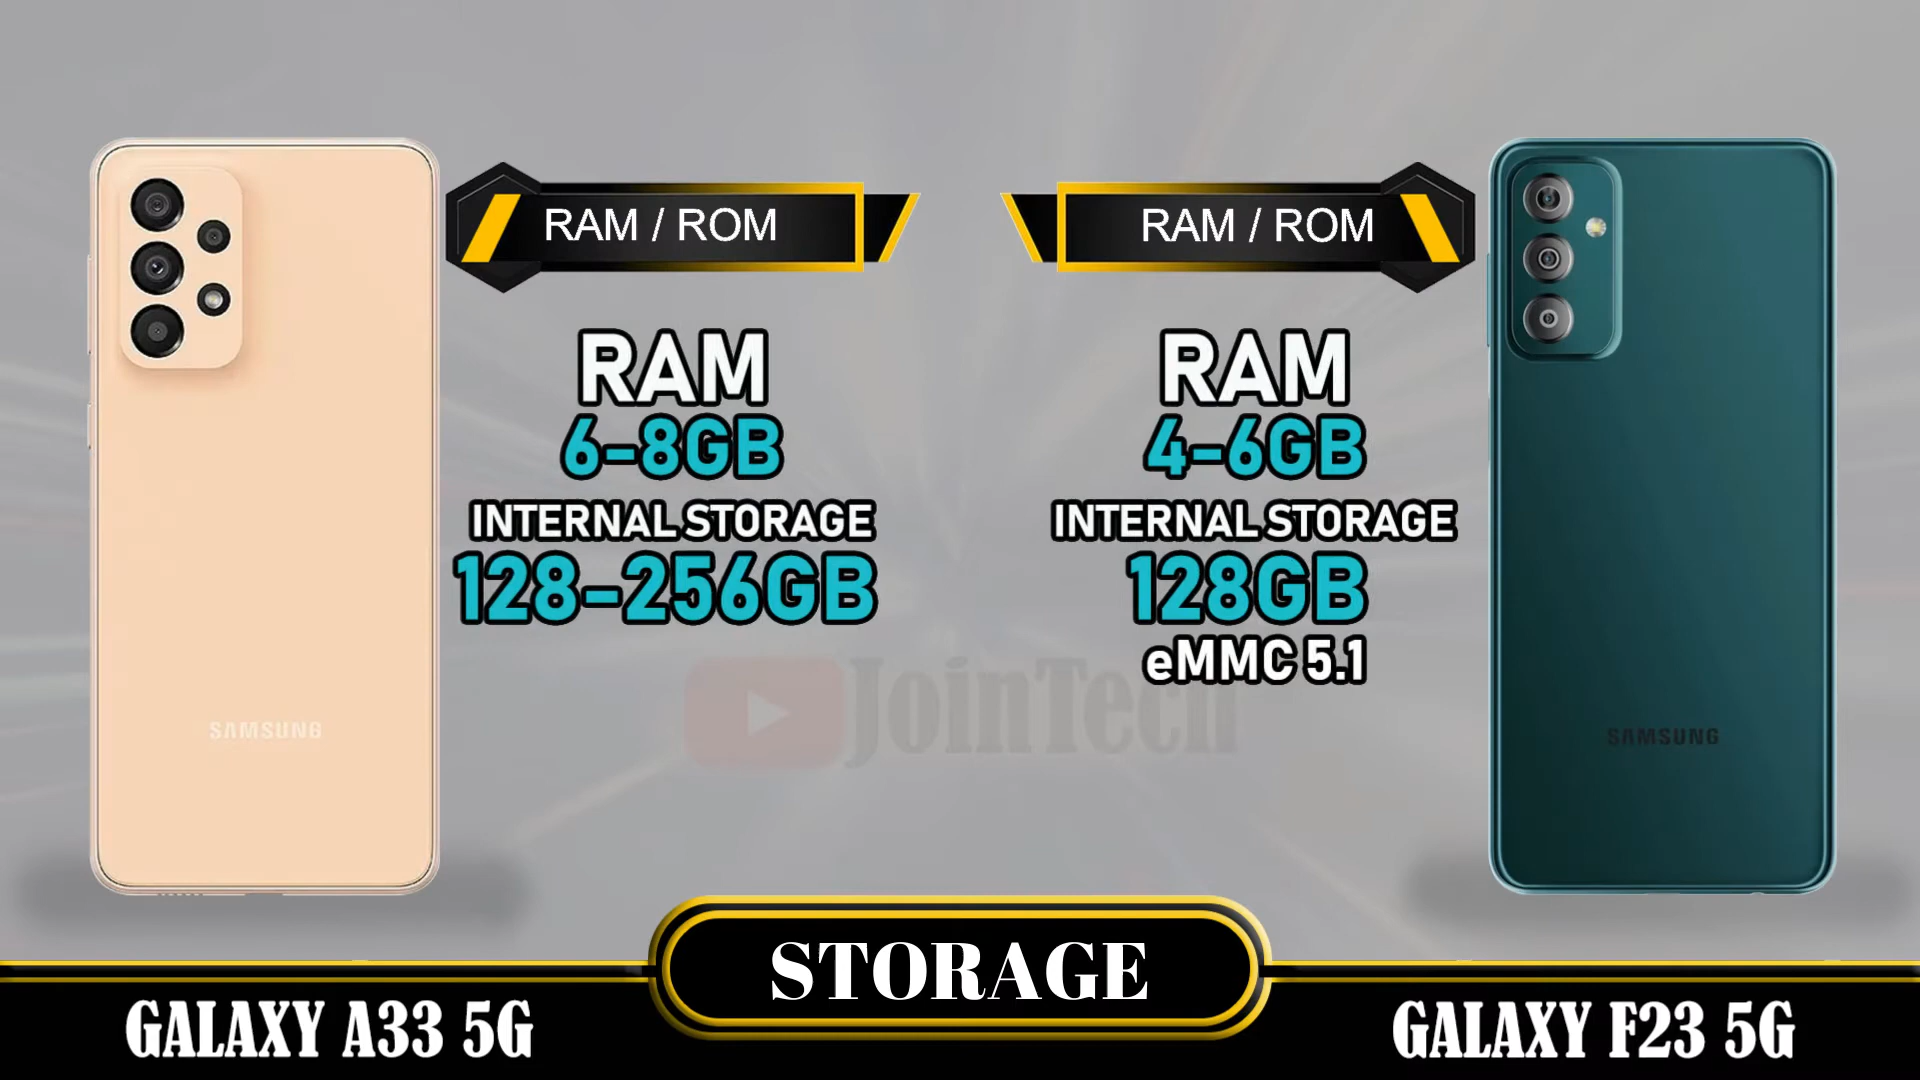 RAM / ROM
RAM
6-8GB
INTERNAL STORAGE
128-256GB
SAMSUNG
RAM / ROM
RAM
4-6GB
INTERNAL STORAGE
128GB
eMMC 5.1
SAMSUNG
JoinTech
STORAGE
GALAXY A33 5G
GALAXY F23 5G